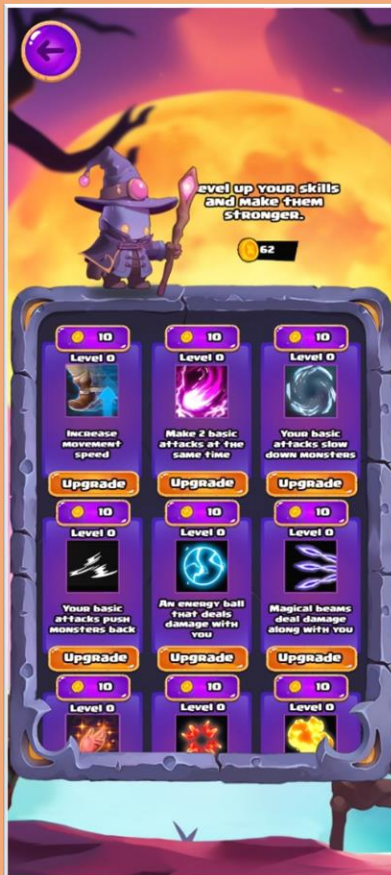 evel up your skills
and make them
stronger.
62
10 10 10
Level 0 Level 0 Level 0
Increase
movement
speed
Make 2 basic
attacks at the
same time
Your basic
attacks slow
down monsters
Upgrade Upgrade Upgrade
10 10 10
Level 0 Level 0 Level 0
Your basic
attacks push
monsters back
An energy ball
that deals
damage with
you
Magical beams
deal damage
along with you
Upgrade Upgrade Upgrade
10 10 10
Level 0 Level 0 Level 0